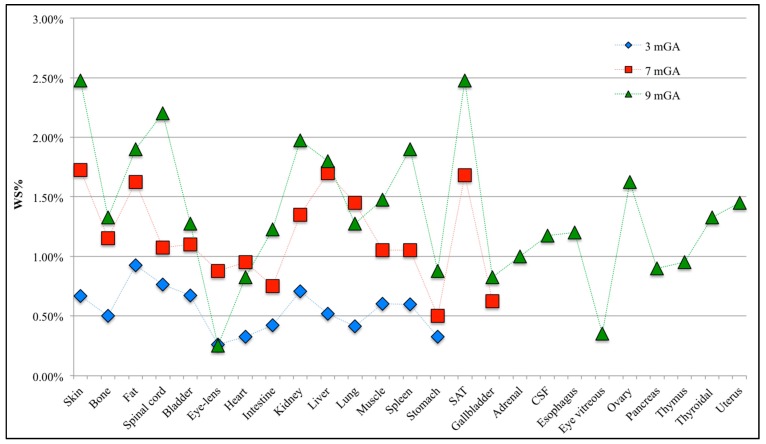 3.00%
2.50%
2.00%
1.50%
1.00%
0.50%
0.00%
WS%
3 mGA
7 mGA
9 mGA
Skin
Bone
Fat
Spinal cord
Bladder
Eye-lens
Heart
Intestine
Kidney
Liver
Lung
Muscle
Spleen
Stomach
SAT
Gallbladder
Adrenal
CSF
Esophagus
Eye vitreous
Ovary
Pancreas
Thymus
Thyroidal
Uterus